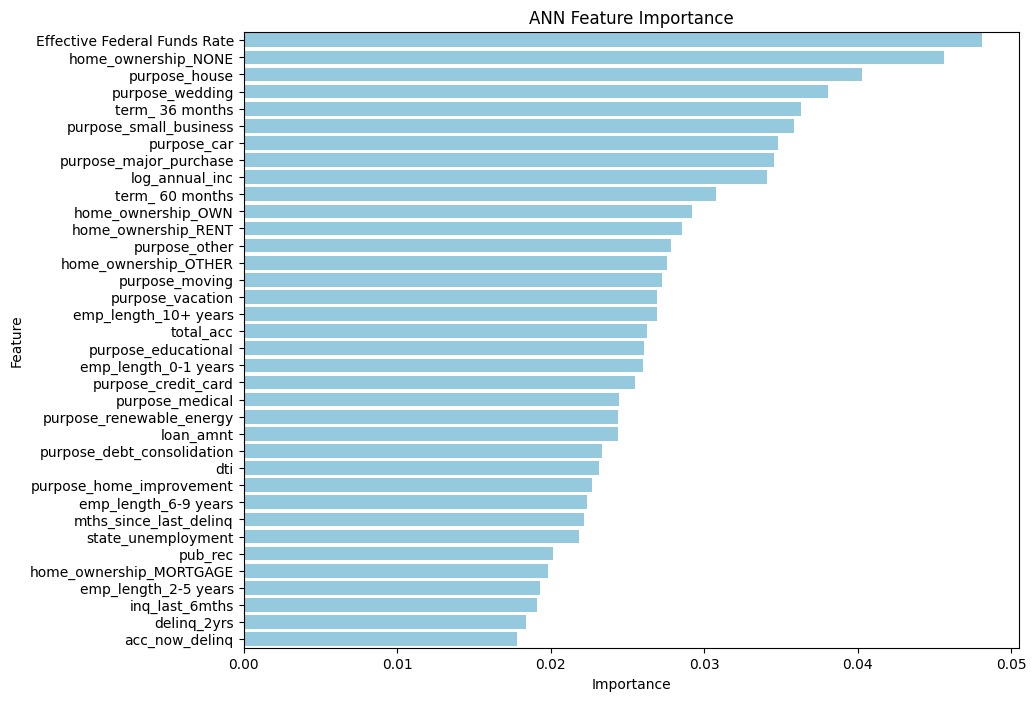 ANN Feature Importance
Effective Federal Funds Rate
home_ownership_NONE
purpose_house
purpose_wedding
term_ 36 months
purpose_small_business
purpose_car
purpose_major_purchase
log_annual_inc
term_ 60 months
home_ownership_OWN
home_ownership_RENT
purpose_other
home_ownership_OTHER
purpose_moving
purpose_vacation
emp_length_10+ years
total_acc
purpose_educational
emp_length_0-1 years
purpose_credit_card
purpose_medical
purpose_renewable_energy
loan_amnt
purpose_debt_consolidation
dti
purpose_home_improvement
emp_length_6-9 years
mths_since_last_delinq
state_unemployment
pub_rec
home_ownership_MORTGAGE
emp_length_2-5 years
inq_last_6mths
delinq_2yrs
acc_now_delinq
Feature
0.00 0.01 0.02 0.03 0.04 0.05
Importance